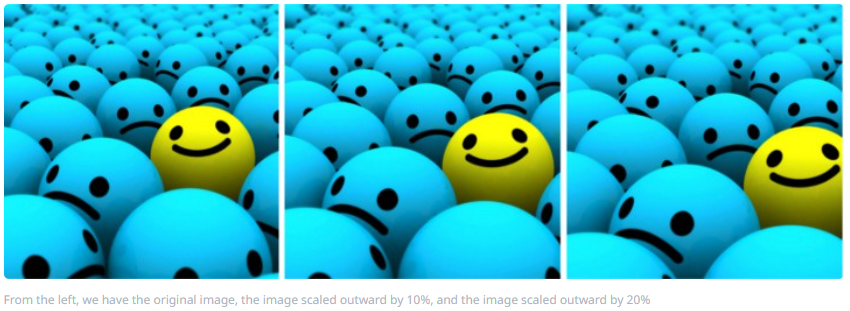 From the left, we have the original image, the image scaled outward by 10%, and the image scaled outward by 20%